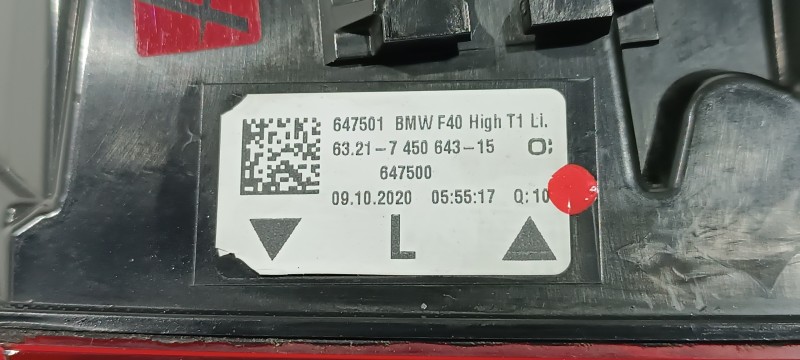 647501 BMW F40 High T1 Li.
63.21-7 450 643-15 O;
647500
09.10.2020 05:55:17 Q:10
L